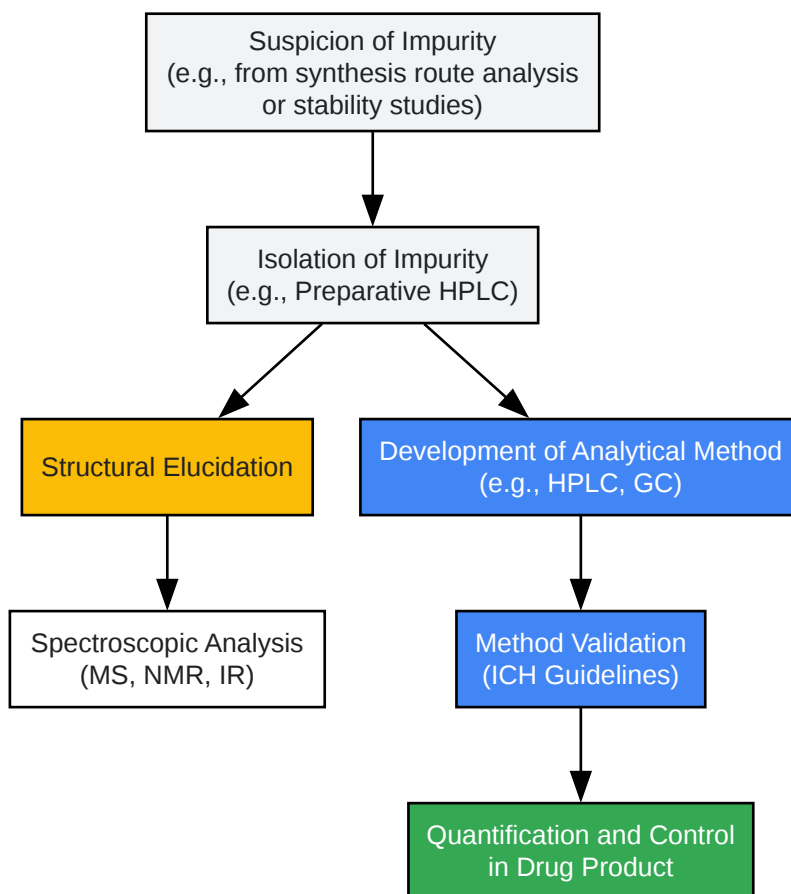 Suspicion of Impurity
(e.g., from synthesis route analysis
or stability studies)
Isolation of Impurity
(e.g., Preparative HPLC)
Structural Elucidation
Development of Analytical Method
(e.g., HPLC, GC)
Spectroscopic Analysis
(MS, NMR, IR)
Method Validation
(ICH Guidelines)
Quantification and Control
in Drug Product